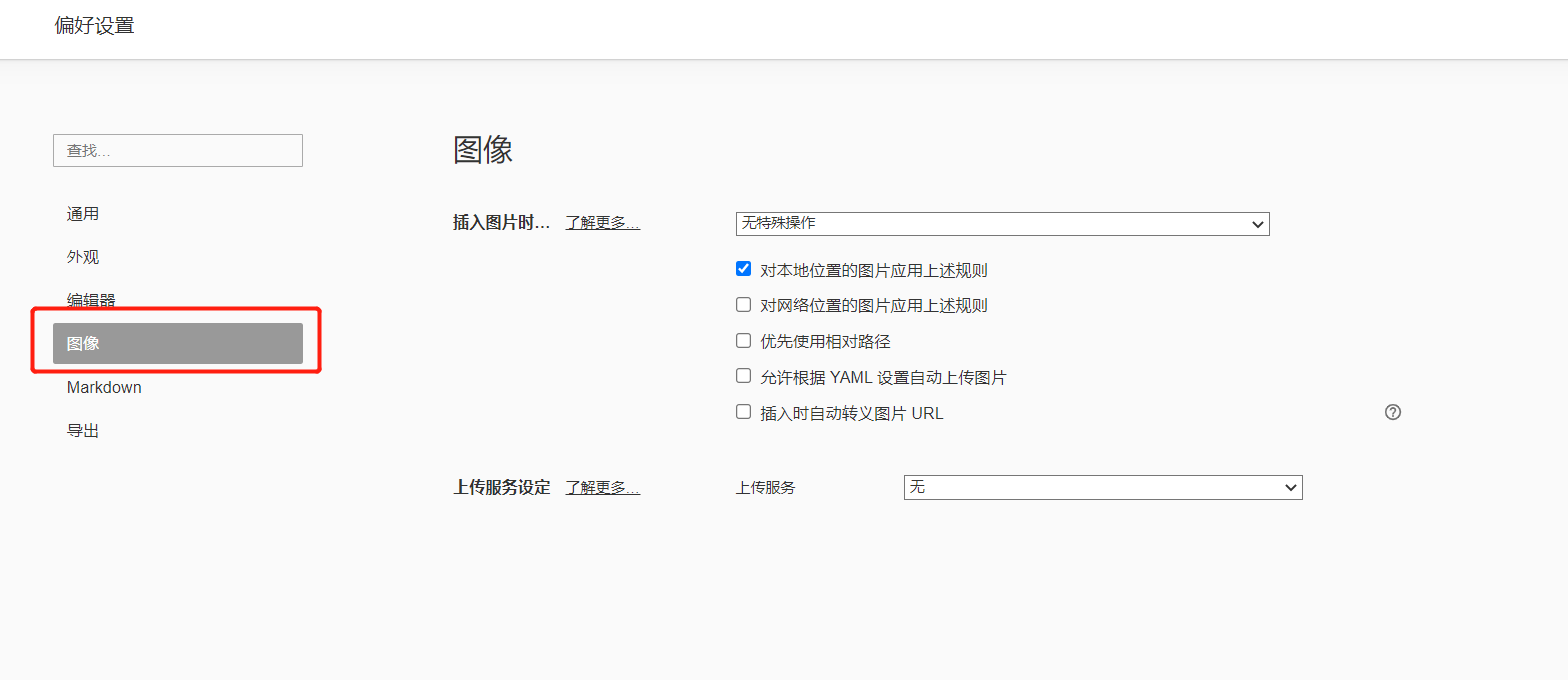 偏好设置
查找...
通用
外观
编辑器
图像
Markdown
导出
图像
插入图片时... 了解更多... 无特殊操作
对本地位置的图片应用上述规则
对网络位置的图片应用上述规则
优先使用相对路径
允许根据 YAML 设置自动上传图片
插入时自动转义图片 URL ?
上传服务设定 了解更多... 上传服务 无